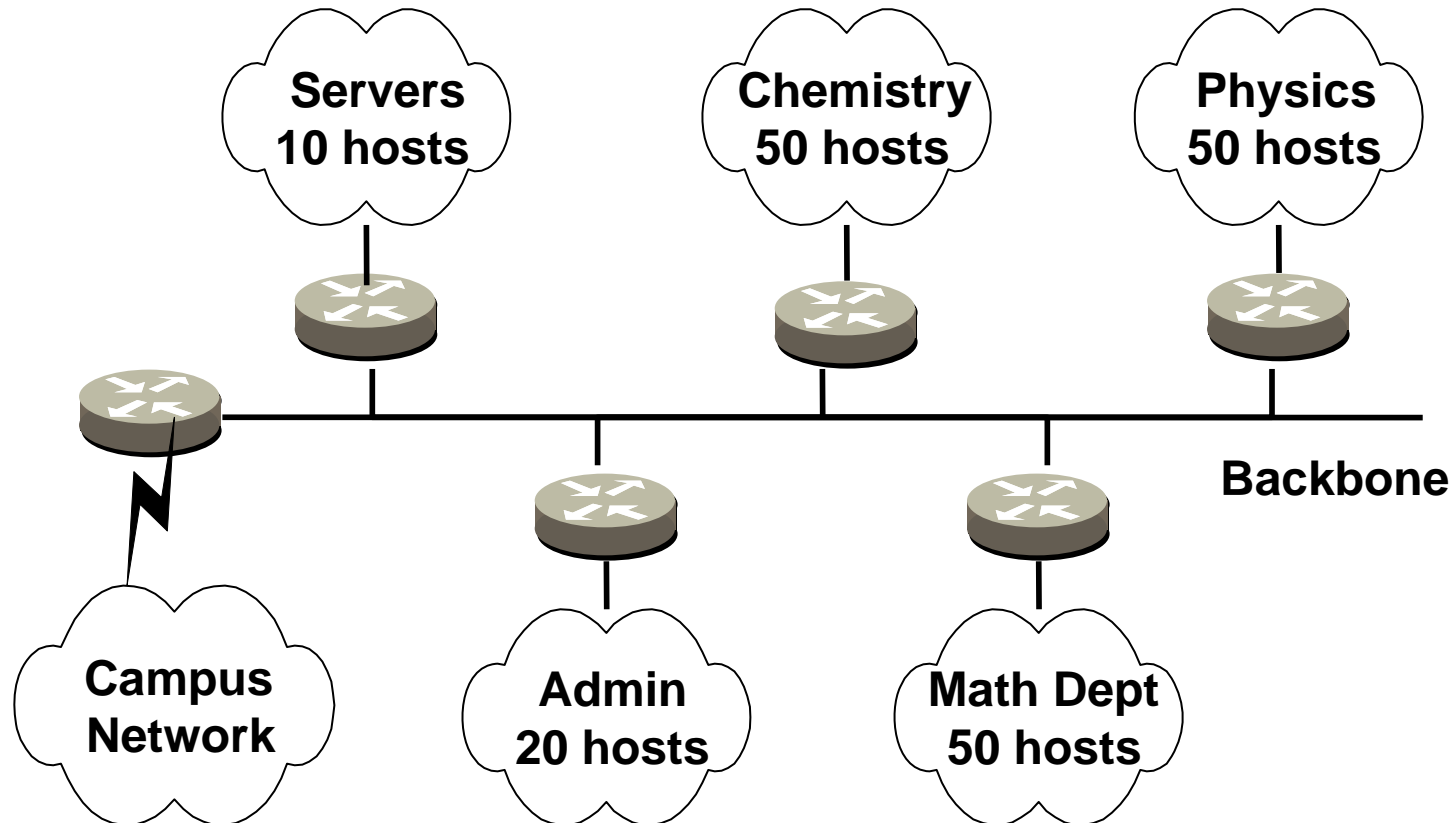 Servers
10 hosts
Chemistry
50 hosts
Physics
50 hosts
Backbone
Campus
Network
Admin
20 hosts
Math Dept
50 hosts